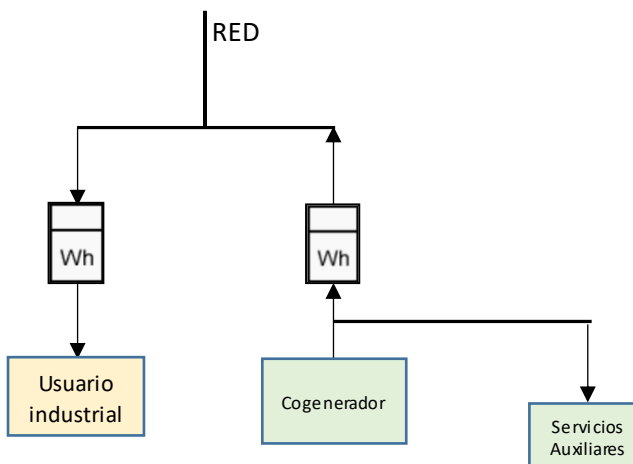 RED
Wh
Wh
Usuario
industrial
Cogenerador
Servicios
Auxiliares